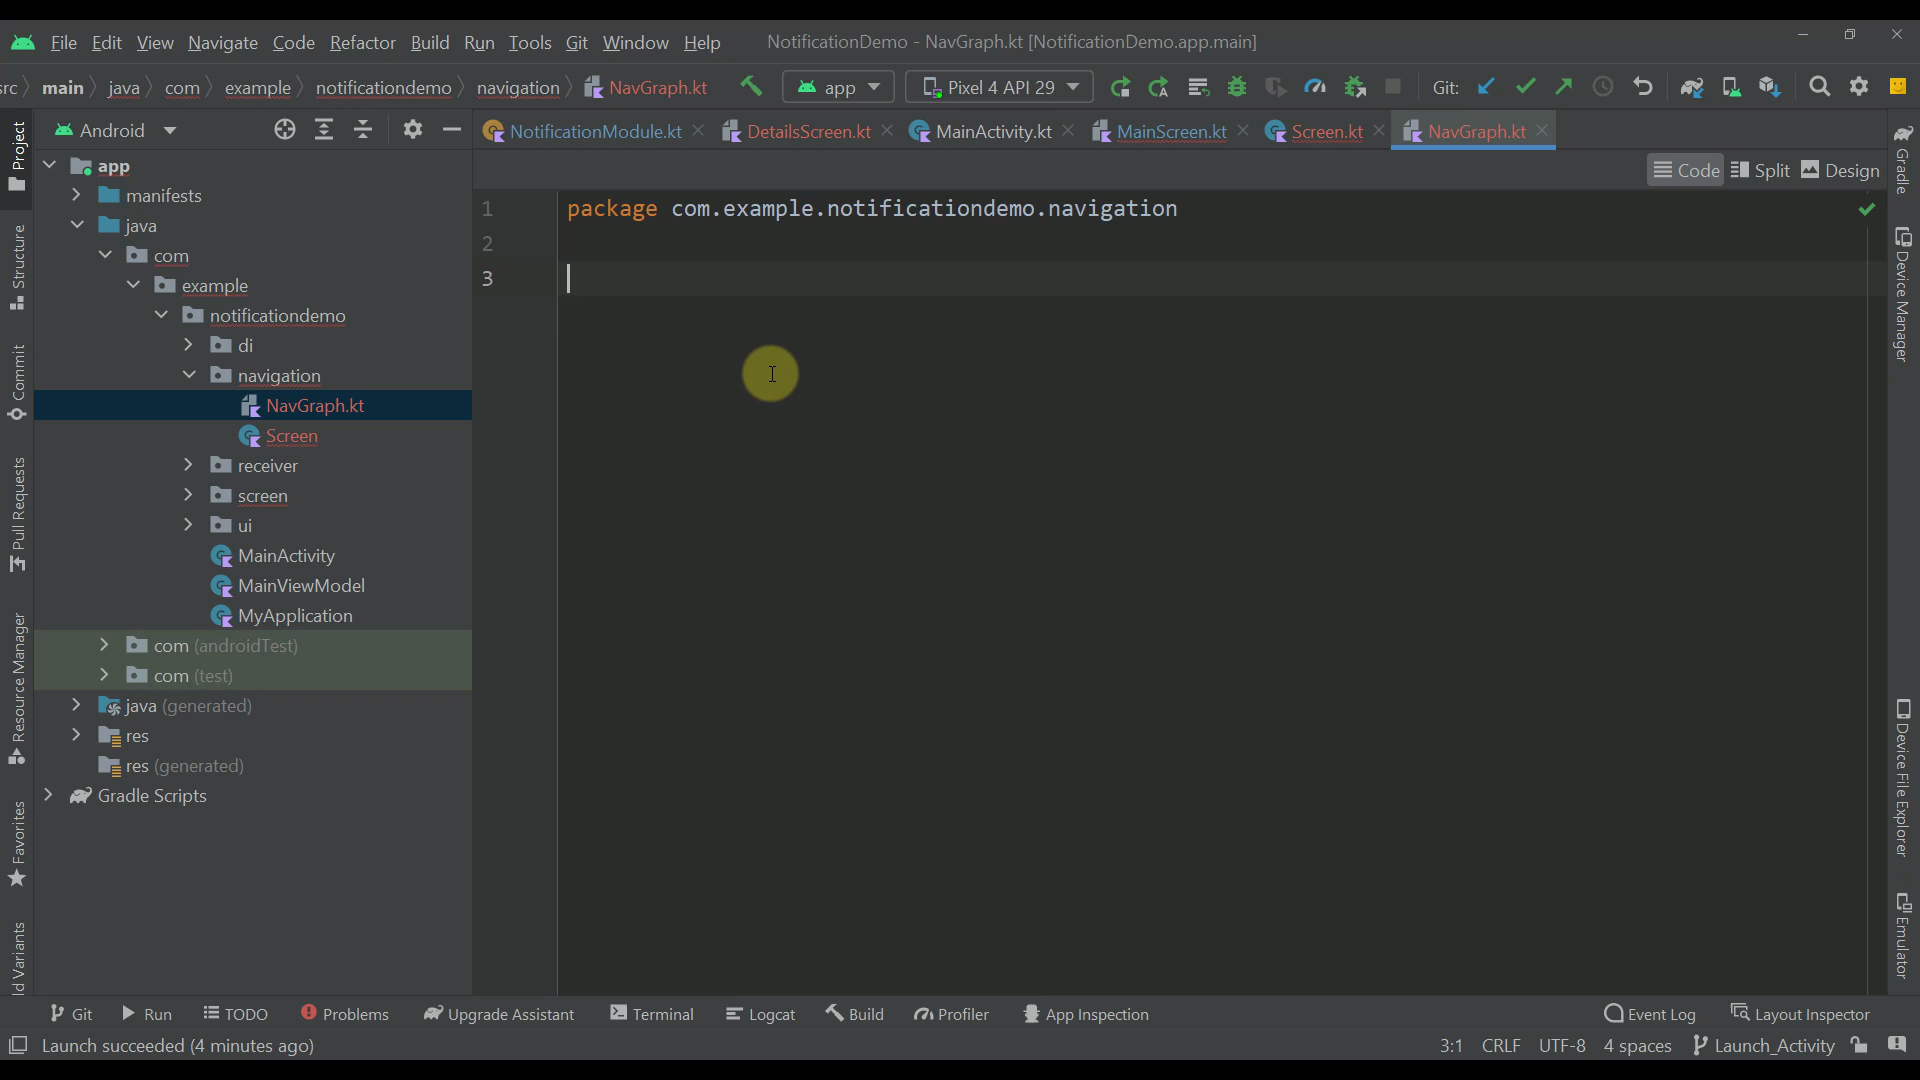 File Edit View Navigate Code Refactor Build Run Tools Git Window Help NotificationDemo - NavGraph.kt [NotificationDemo.app.main]
src main java com example notificationdemo navigation NavGraph.kt app Pixel 4 API 29 Git:
Project
Structure
Commit
Pull Requests
Resource Manager
Favorites
ld Variants
Android
app
manifests
java
com
example
notificationdemo
di
navigation
NavGraph.kt
Screen
receiver
screen
ui
MainActivity
MainViewModel
MyApplication
com (androidTest)
com (test)
java (generated)
res
res (generated)
Gradle Scripts
NotificationModule.kt DetailsScreen.kt MainActivity.kt MainScreen.kt Screen.kt NavGraph.kt
Code Split Design
1 package com.example.notificationdemo.navigation
2
3
Gradle
Device Manager
Device File Explorer
Emulator
Git Run TODO Problems Upgrade Assistant Terminal Logcat Build Profiler App Inspection Event Log Layout Inspector
Launch succeeded (4 minutes ago) 3:1 CRLF UTF-8 4 spaces Launch_Activity